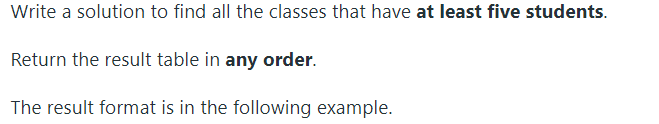 Write a solution to find all the classes that have at least five students.
Return the result table in any order.
The result format is in the following example.